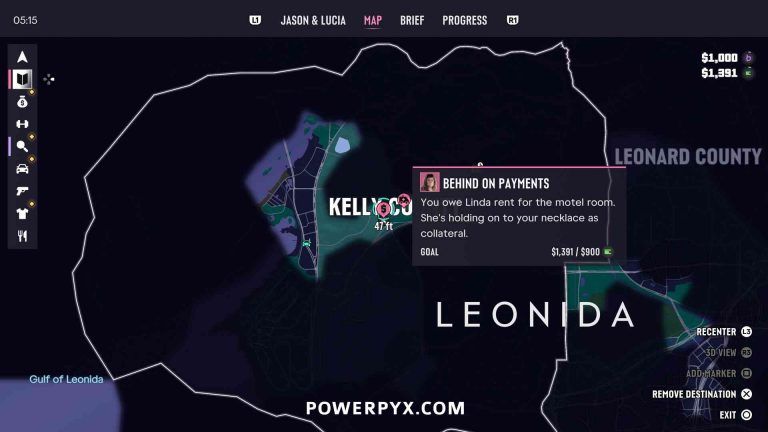 05:15
L1 JASON & LUCIA MAP BRIEF PROGRESS R1
$1,000
$1,391
LEONARD COUNTY
BEHIND ON PAYMENTS
You owe Linda rent for the motel room.
She's holding on to your necklace as
collateral.
GOAL $1,391 / $900
47 ft
LEONIDA
RECENTER L3
3D VIEW R3
ADD MARKER
REMOVE DESTINATION
EXIT
Gulf of Leonida
POWERPYX.COM